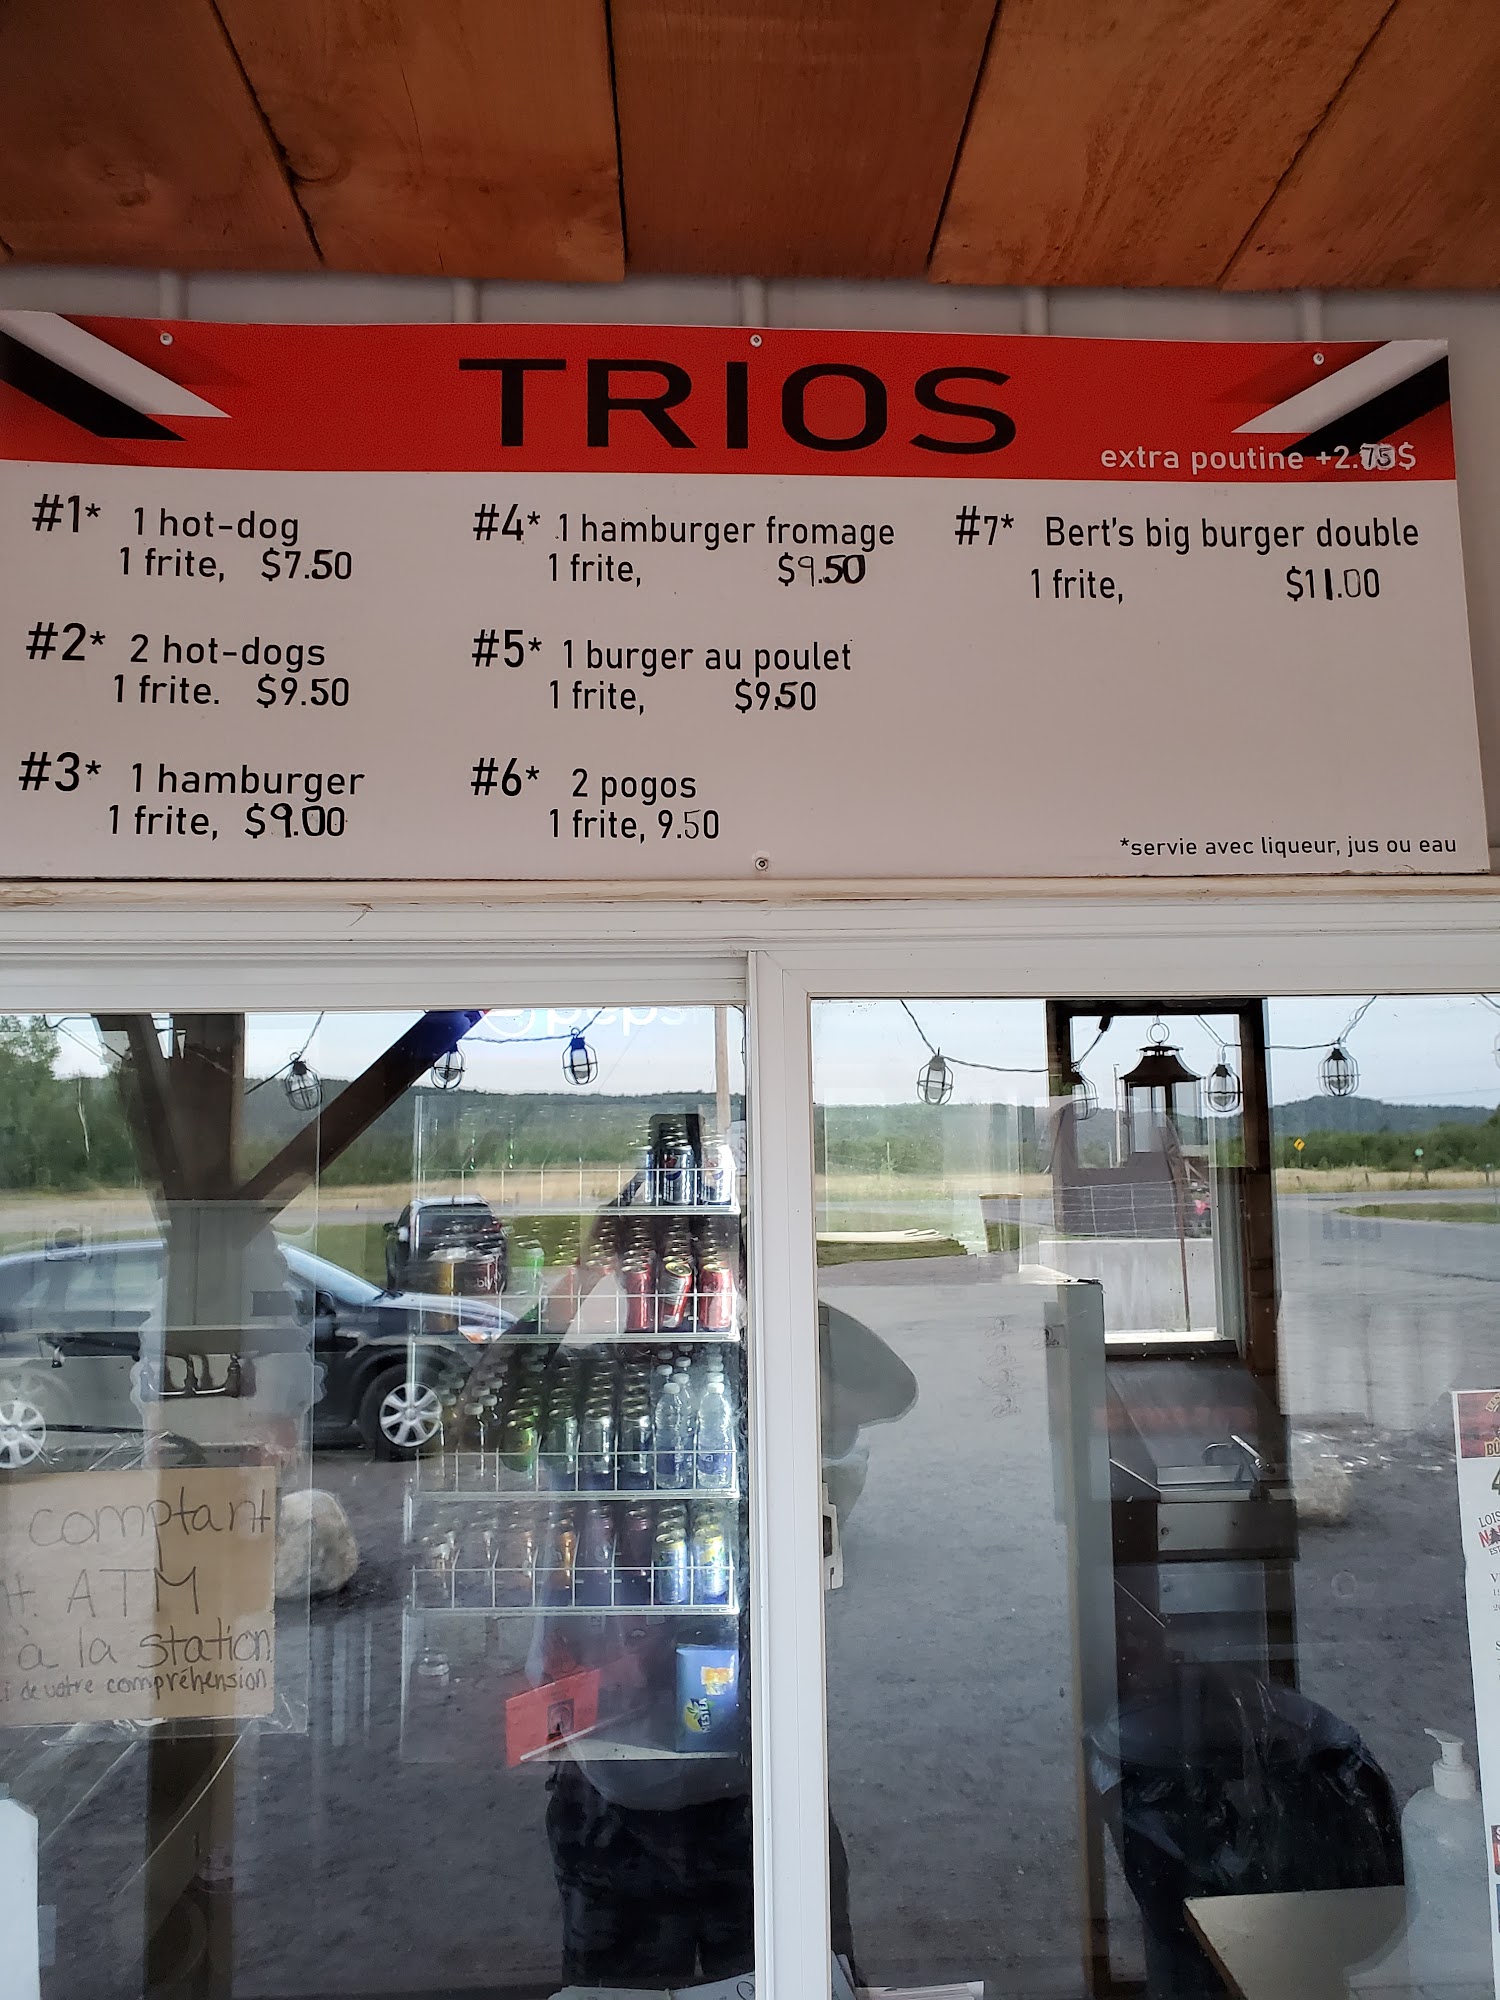 TRIOS
extra poutine +2.75$
#1* 1 hot-dog
1 frite, $7.50
#2* 2 hot-dogs
1 frite. $9.50
#3* 1 hamburger
1 frite, $9.00
#4* 1 hamburger fromage
1 frite, $9.50
#5* 1 burger au poulet
1 frite, $9.50
#6* 2 pogos
1 frite, 9.50
#7* Bert's big burger double
1 frite, $11.00
*servie avec liqueur, jus ou eau
pepsi
comptant
ATM
à la station
de votre compréhension
NESTEA